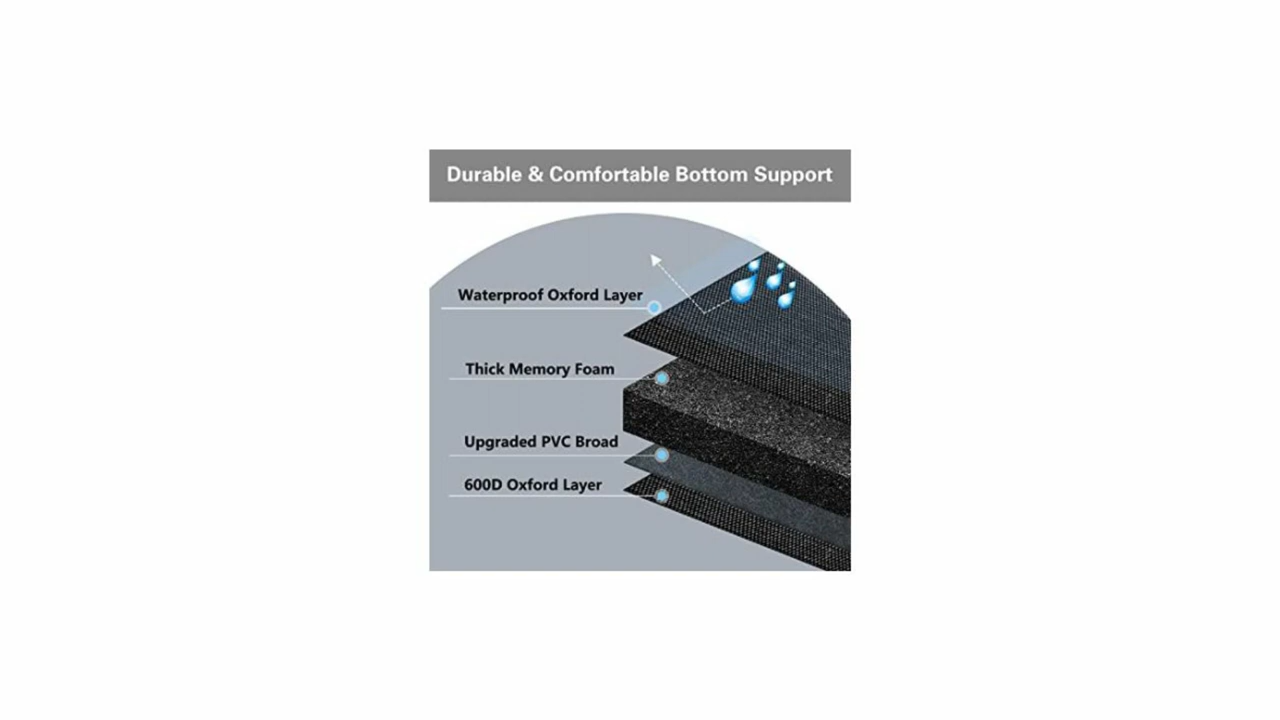 Durable & Comfortable Bottom Support
Waterproof Oxford Layer
Thick Memory Foam
Upgraded PVC Broad
600D Oxford Layer